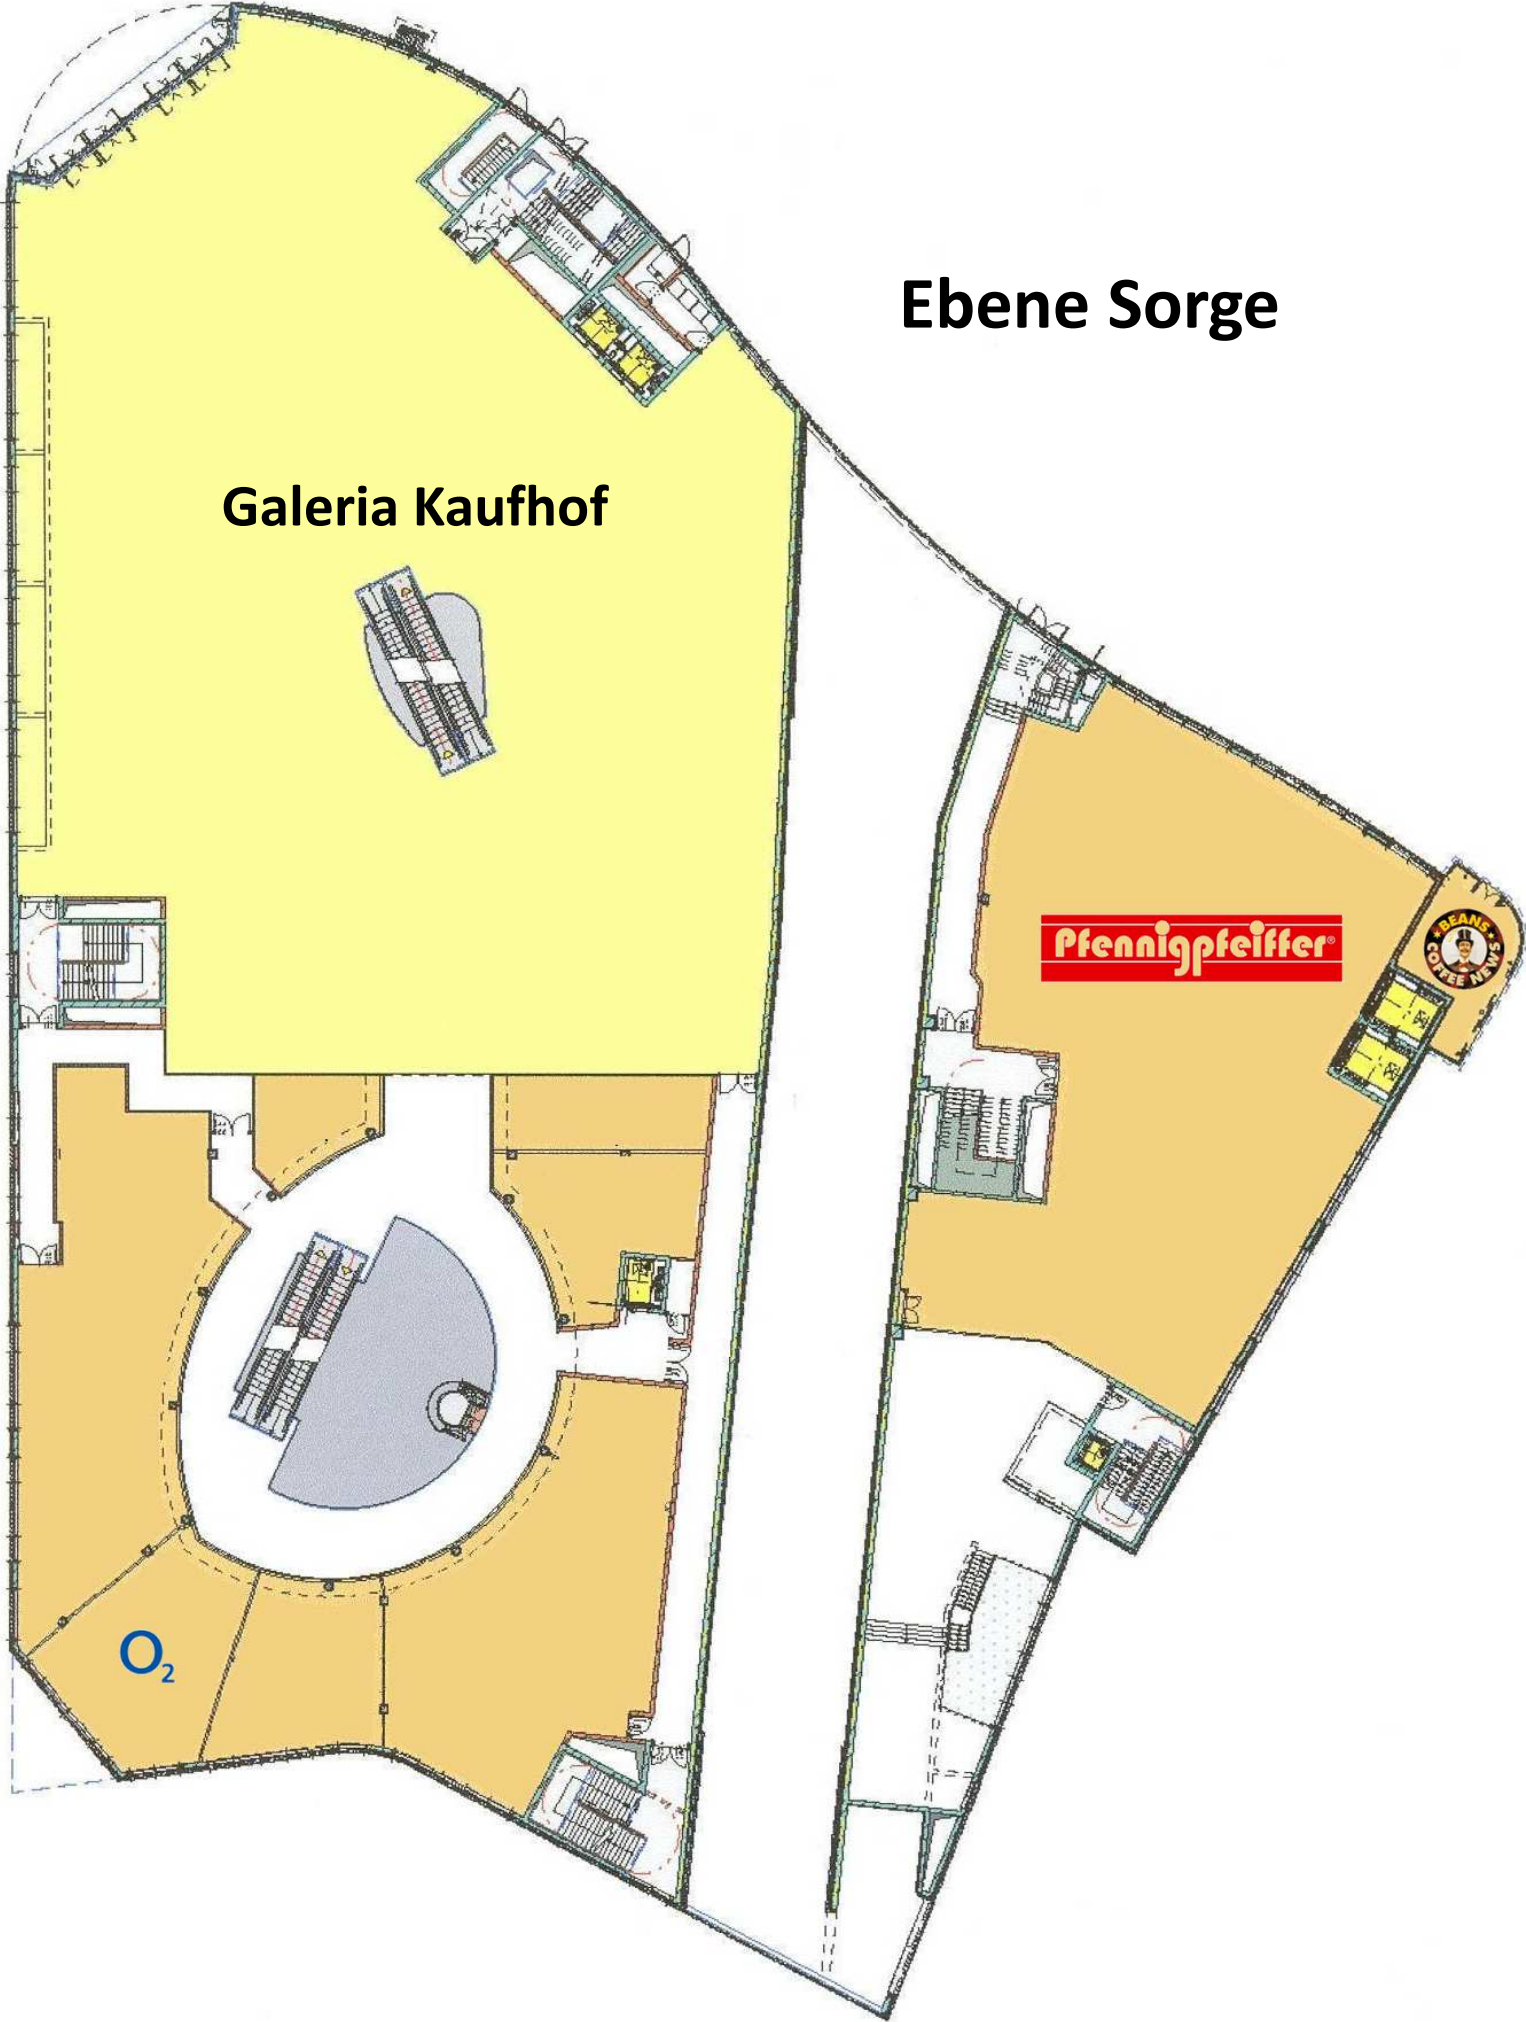 Ebene Sorge
Galeria Kaufhof
Pfennigpfeiffer®
BEANS
COFFEE NEWS
O2